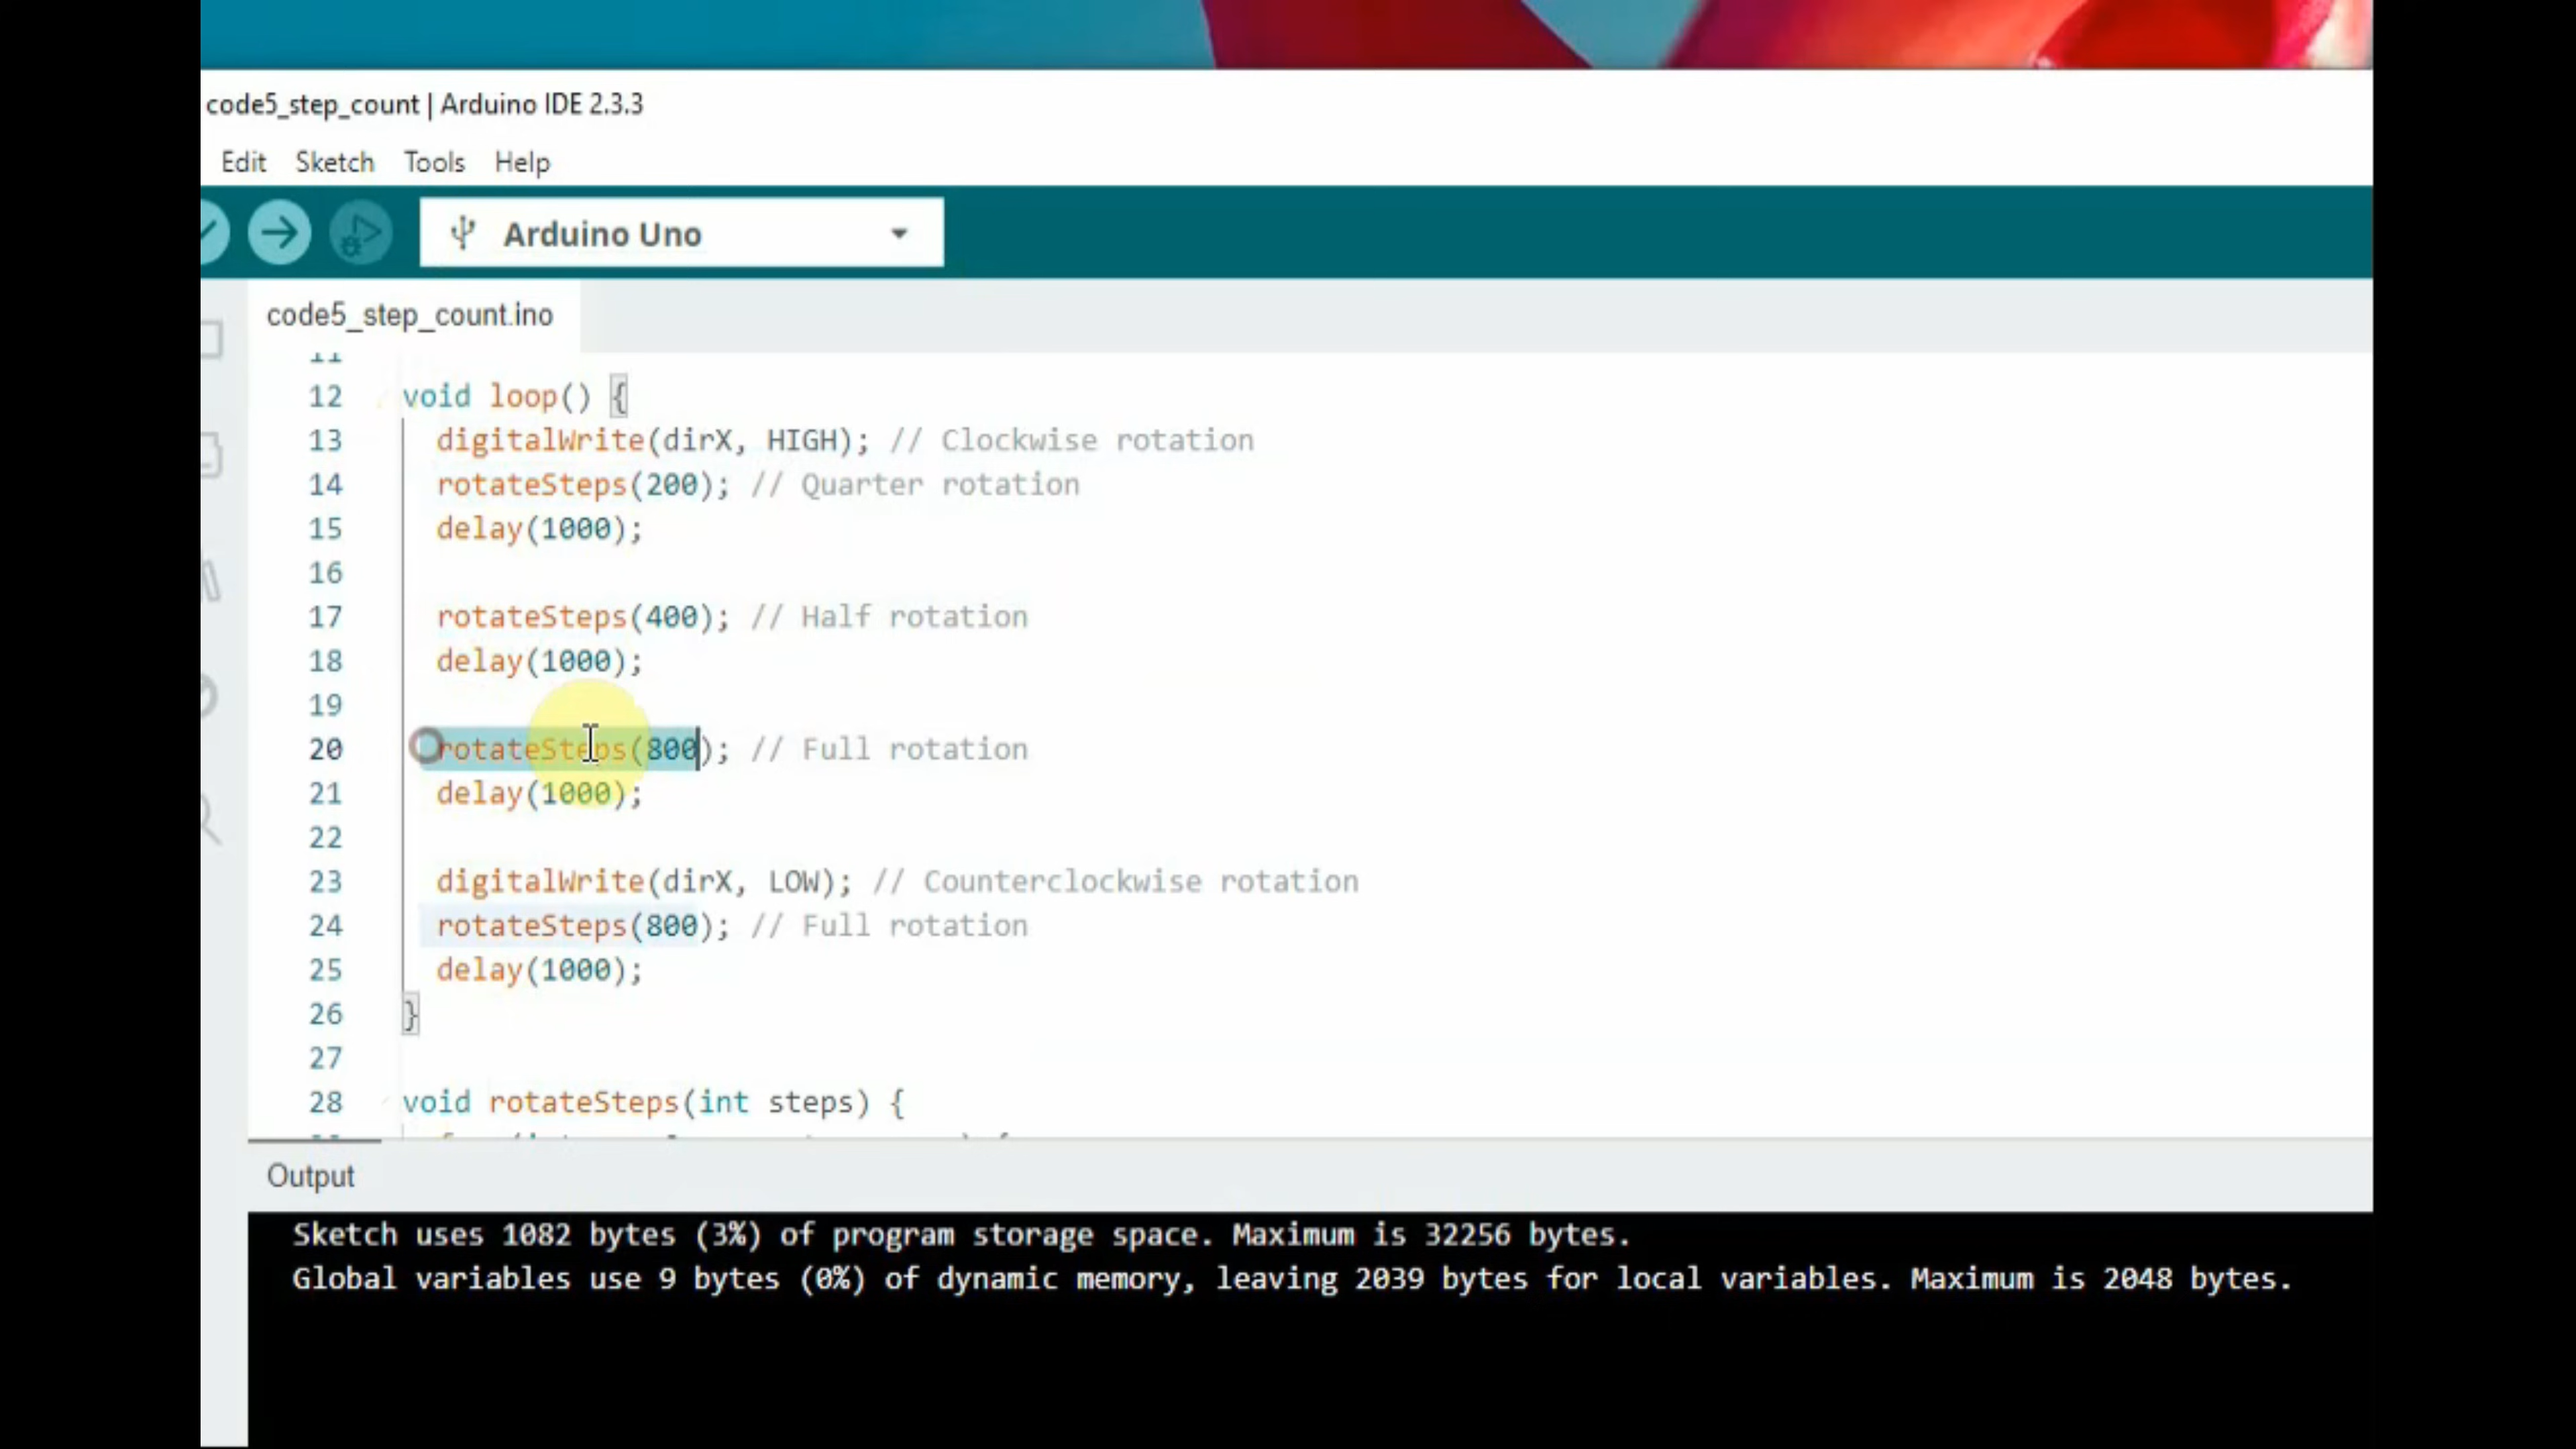 code5_step_count | Arduino IDE 2.3.3
Edit Sketch Tools Help
Arduino Uno
code5_step_count.ino
11
12 void loop() {
13 digitalWrite(dirX, HIGH); // Clockwise rotation
14 rotateSteps(200); // Quarter rotation
15 delay(1000);
16
17 rotateSteps(400); // Half rotation
18 delay(1000);
19
20 rotateSteps(800); // Full rotation
21 delay(1000);
22
23 digitalWrite(dirX, LOW); // Counterclockwise rotation
24 rotateSteps(800); // Full rotation
25 delay(1000);
26 }
27
28 void rotateSteps(int steps) {
Output
Sketch uses 1082 bytes (3%) of program storage space. Maximum is 32256 bytes.
Global variables use 9 bytes (0%) of dynamic memory, leaving 2039 bytes for local variables. Maximum is 2048 bytes.